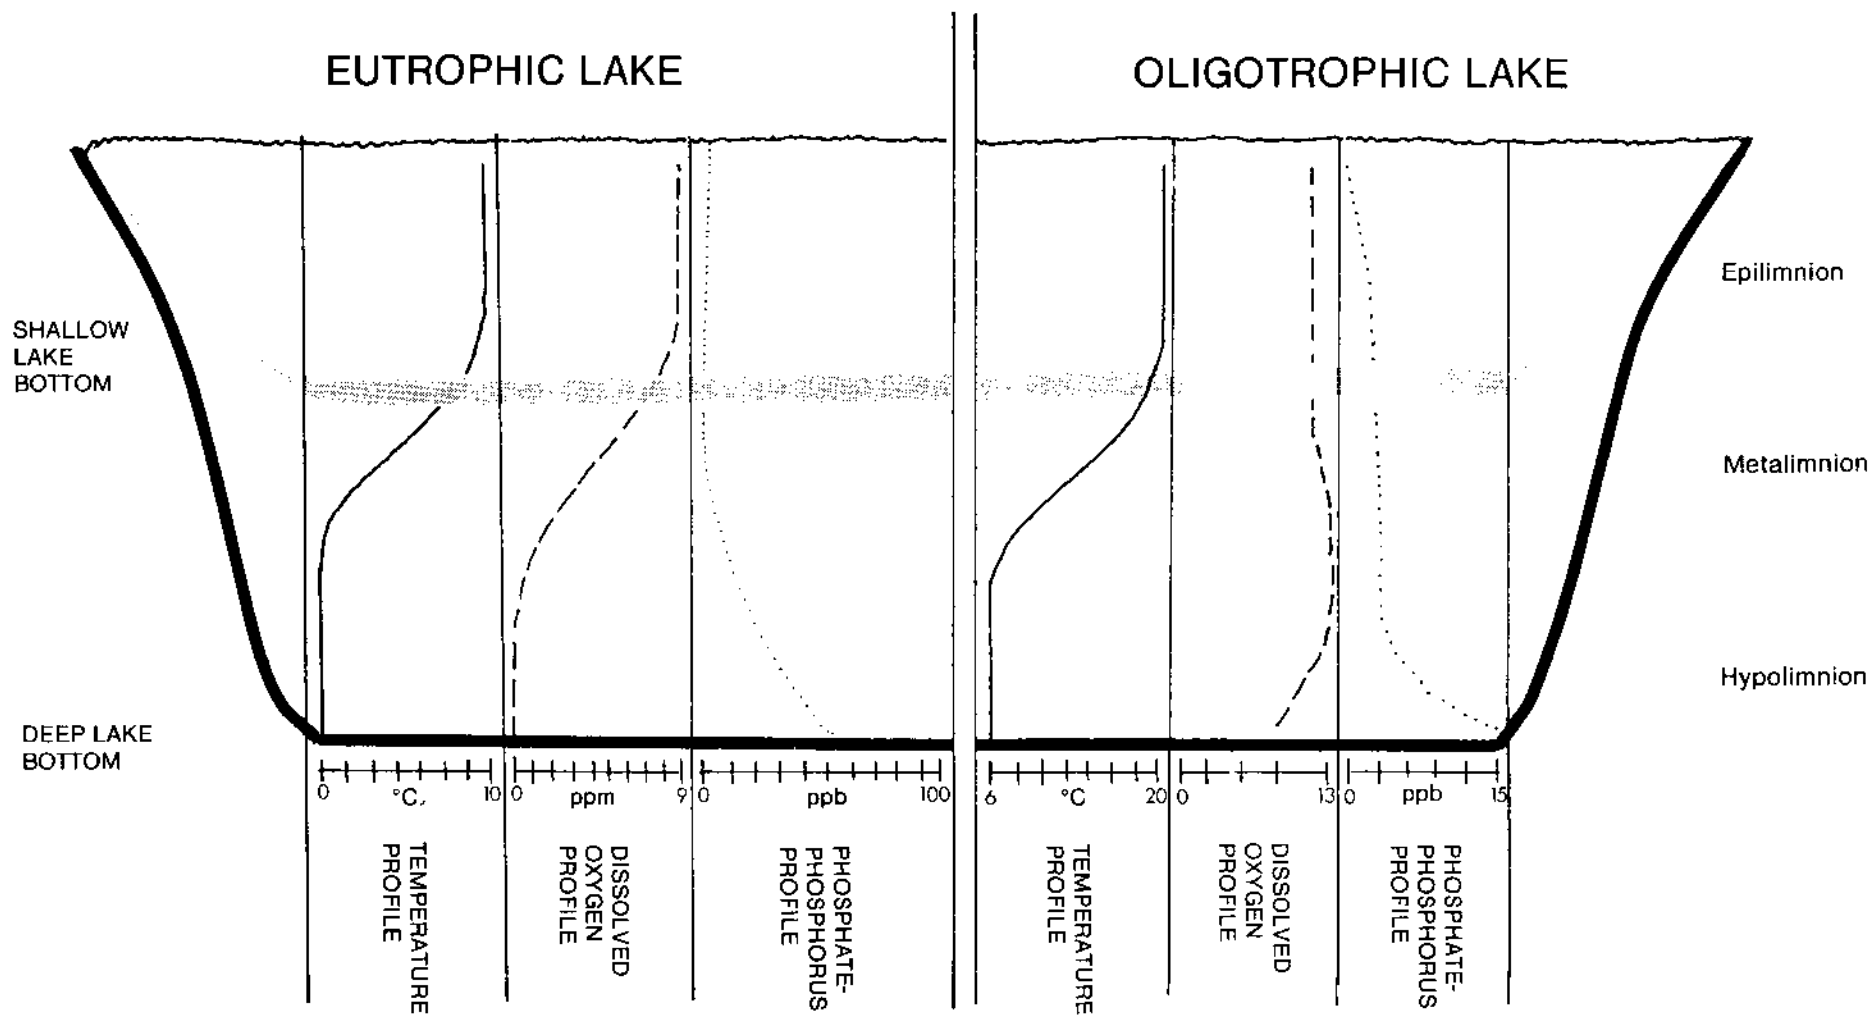 EUTROPHIC LAKE
OLIGOTROPHIC LAKE
SHALLOW
LAKE
BOTTOM
DEEP LAKE
BOTTOM
Epilimnion
Metalimnion
Hypolimnion
0 °C 10
0 ppm 9
0 ppb 100
6 °C 20
0 13
0 ppb 15
TEMPERATURE
PROFILE
DISSOLVED
OXYGEN
PROFILE
PHOSPHATE-
PHOSPHORUS
PROFILE
TEMPERATURE
PROFILE
DISSOLVED
OXYGEN
PROFILE
PHOSPHATE-
PHOSPHORUS
PROFILE